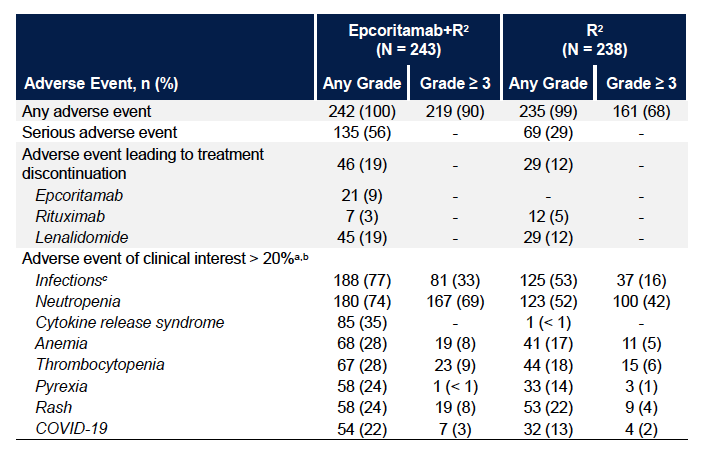 Epcoritamab+R² R²
(N = 243) (N = 238)
Adverse Event, n (%) Any Grade Grade ≥ 3 Any Grade Grade ≥ 3
Any adverse event 242 (100) 219 (90) 235 (99) 161 (68)
Serious adverse event 135 (56) - 69 (29) -
Adverse event leading to treatment
discontinuation 46 (19) - 29 (12) -
Epcoritamab 21 (9) - - -
Rituximab 7 (3) - 12 (5) -
Lenalidomide 45 (19) - 29 (12) -
Adverse event of clinical interest > 20%ᵃ,ᵇ
Infectionsᶜ 188 (77) 81 (33) 125 (53) 37 (16)
Neutropenia 180 (74) 167 (69) 123 (52) 100 (42)
Cytokine release syndrome 85 (35) - 1 (< 1) -
Anemia 68 (28) 19 (8) 41 (17) 11 (5)
Thrombocytopenia 67 (28) 23 (9) 44 (18) 15 (6)
Pyrexia 58 (24) 1 (< 1) 33 (14) 3 (1)
Rash 58 (24) 19 (8) 53 (22) 9 (4)
COVID-19 54 (22) 7 (3) 32 (13) 4 (2)